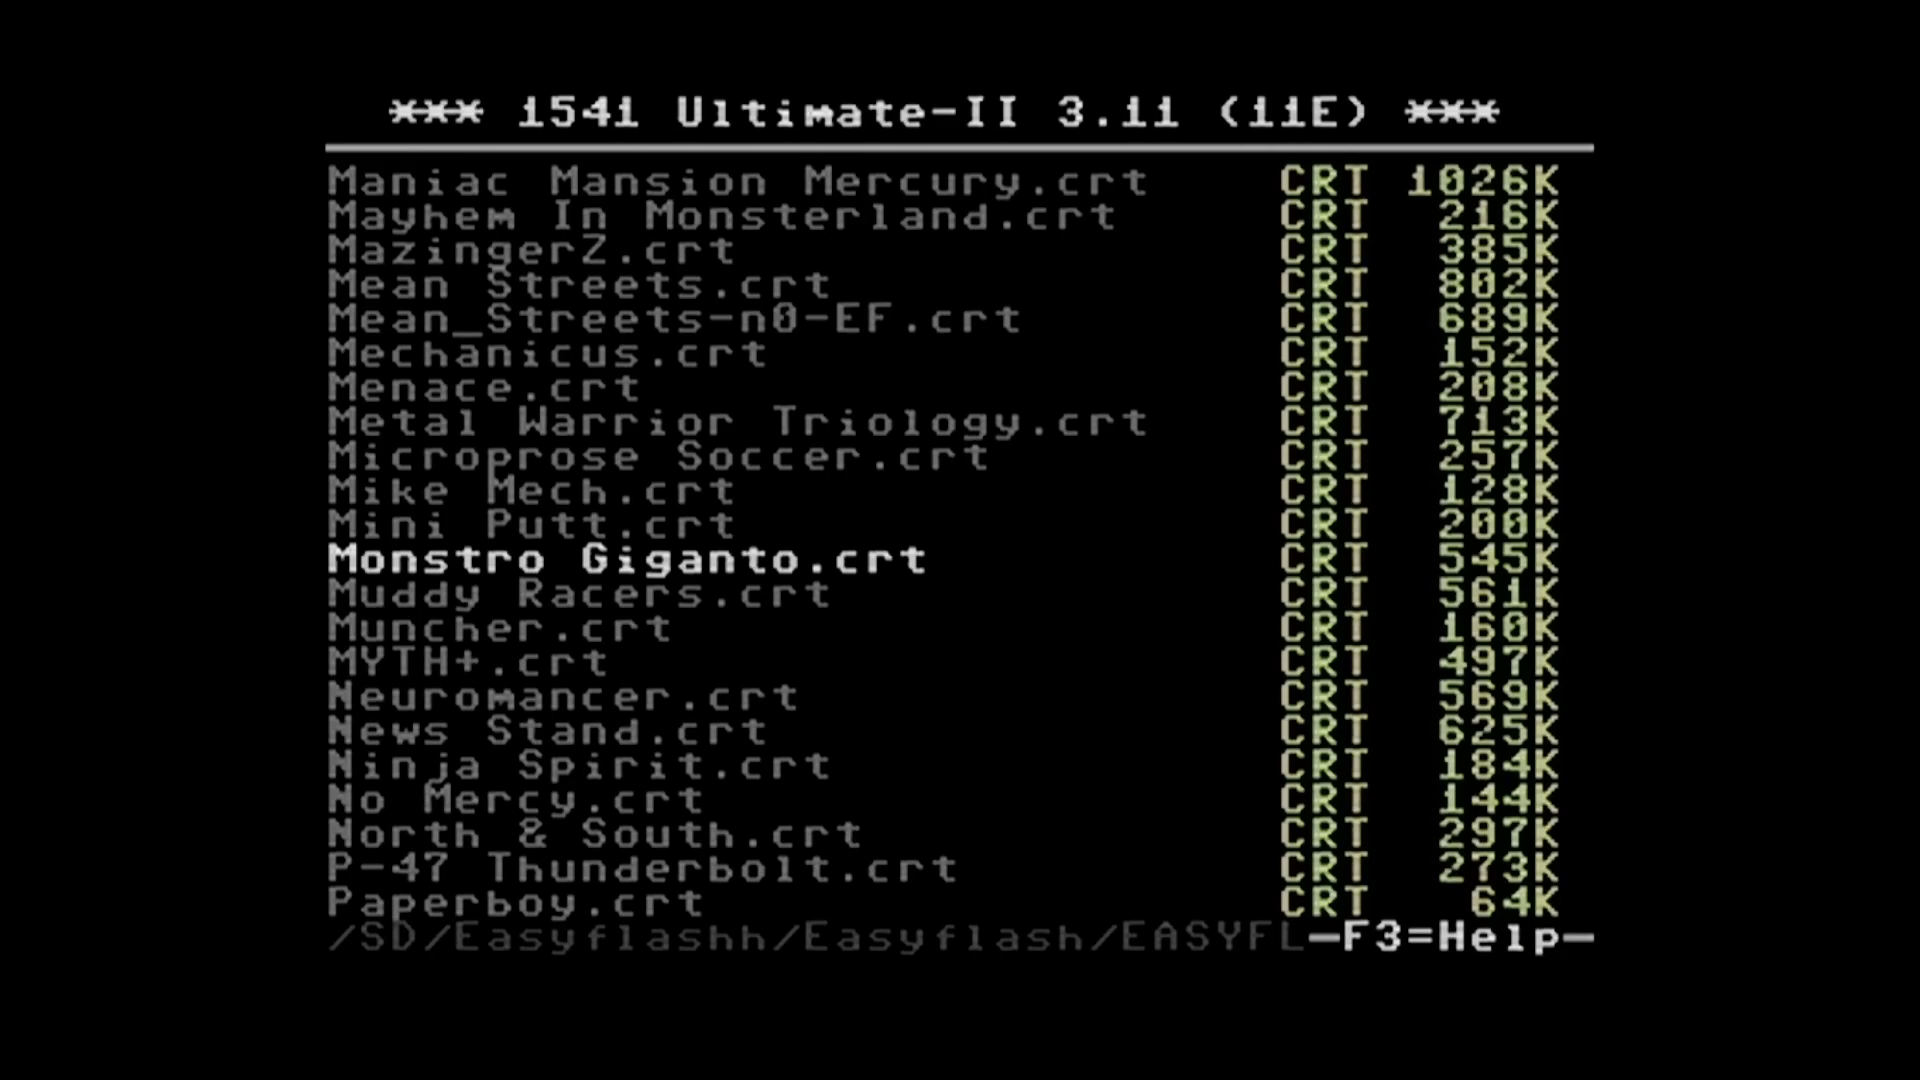 *** 1541 Ultimate-II 3.11 (11E) ***
Maniac Mansion Mercury.crt CRT 1026K
Mayhem In Monsterland.crt CRT 216K
MazingerZ.crt CRT 385K
Mean Streets.crt CRT 802K
Mean_Streets-n0-EF.crt CRT 689K
Mechanicus.crt CRT 152K
Menace.crt CRT 208K
Metal Warrior Triology.crt CRT 713K
Microprose Soccer.crt CRT 257K
Mike Mech.crt CRT 128K
Mini Putt.crt CRT 200K
Monstro Giganto.crt CRT 545K
Muddy Racers.crt CRT 561K
Muncher.crt CRT 160K
MYTH+.crt CRT 497K
Neuromancer.crt CRT 569K
News Stand.crt CRT 625K
Ninja Spirit.crt CRT 184K
No Mercy.crt CRT 144K
North & South.crt CRT 297K
P-47 Thunderbolt.crt CRT 273K
Paperboy.crt CRT 64K
/SD/Easyflashh/Easyflash/EASYFL—F3=Help—